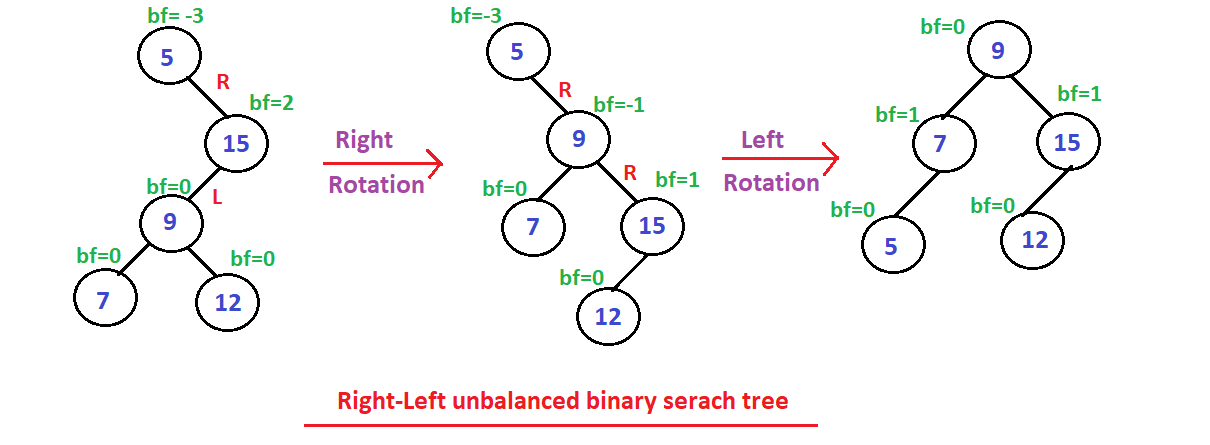 bf= -3
5
R
bf=2
15
bf=0
L
9
bf=0
bf=0
7
12
Right
Rotation
bf=-3
5
R
bf=-1
9
R
bf=0
bf=1
7
15
bf=0
12
Left
Rotation
bf=0
9
bf=1
bf=1
7
15
bf=0
bf=0
5
12
Right-Left unbalanced binary serach tree